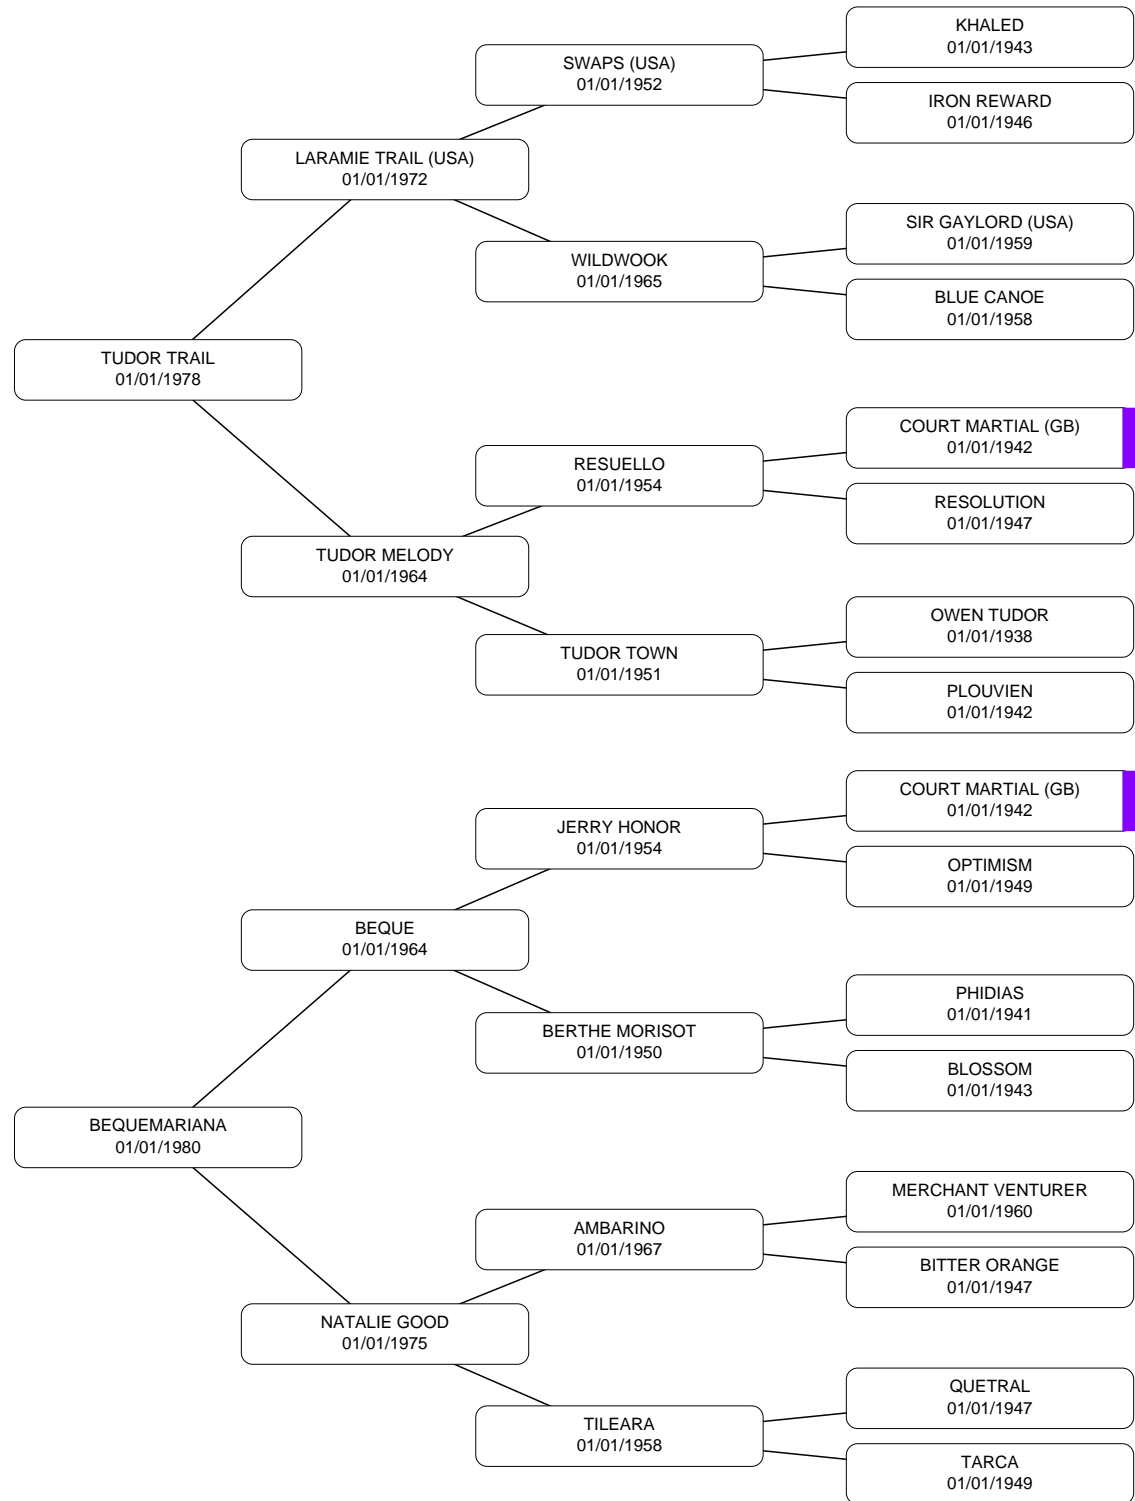 KHALED
01/01/1943
SWAPS (USA)
01/01/1952
IRON REWARD
01/01/1946
LARAMIE TRAIL (USA)
01/01/1972
SIR GAYLORD (USA)
01/01/1959
WILDWOOK
01/01/1965
BLUE CANOE
01/01/1958
TUDOR TRAIL
01/01/1978
COURT MARTIAL (GB)
01/01/1942
RESUELLO
01/01/1954
RESOLUTION
01/01/1947
TUDOR MELODY
01/01/1964
OWEN TUDOR
01/01/1938
TUDOR TOWN
01/01/1951
PLOUVIEN
01/01/1942
COURT MARTIAL (GB)
01/01/1942
JERRY HONOR
01/01/1954
OPTIMISM
01/01/1949
BEQUE
01/01/1964
PHIDIAS
01/01/1941
BERTHE MORISOT
01/01/1950
BLOSSOM
01/01/1943
BEQUEMARIANA
01/01/1980
MERCHANT VENTURER
01/01/1960
AMBARINO
01/01/1967
BITTER ORANGE
01/01/1947
NATALIE GOOD
01/01/1975
QUETRAL
01/01/1947
TILEARA
01/01/1958
TARCA
01/01/1949